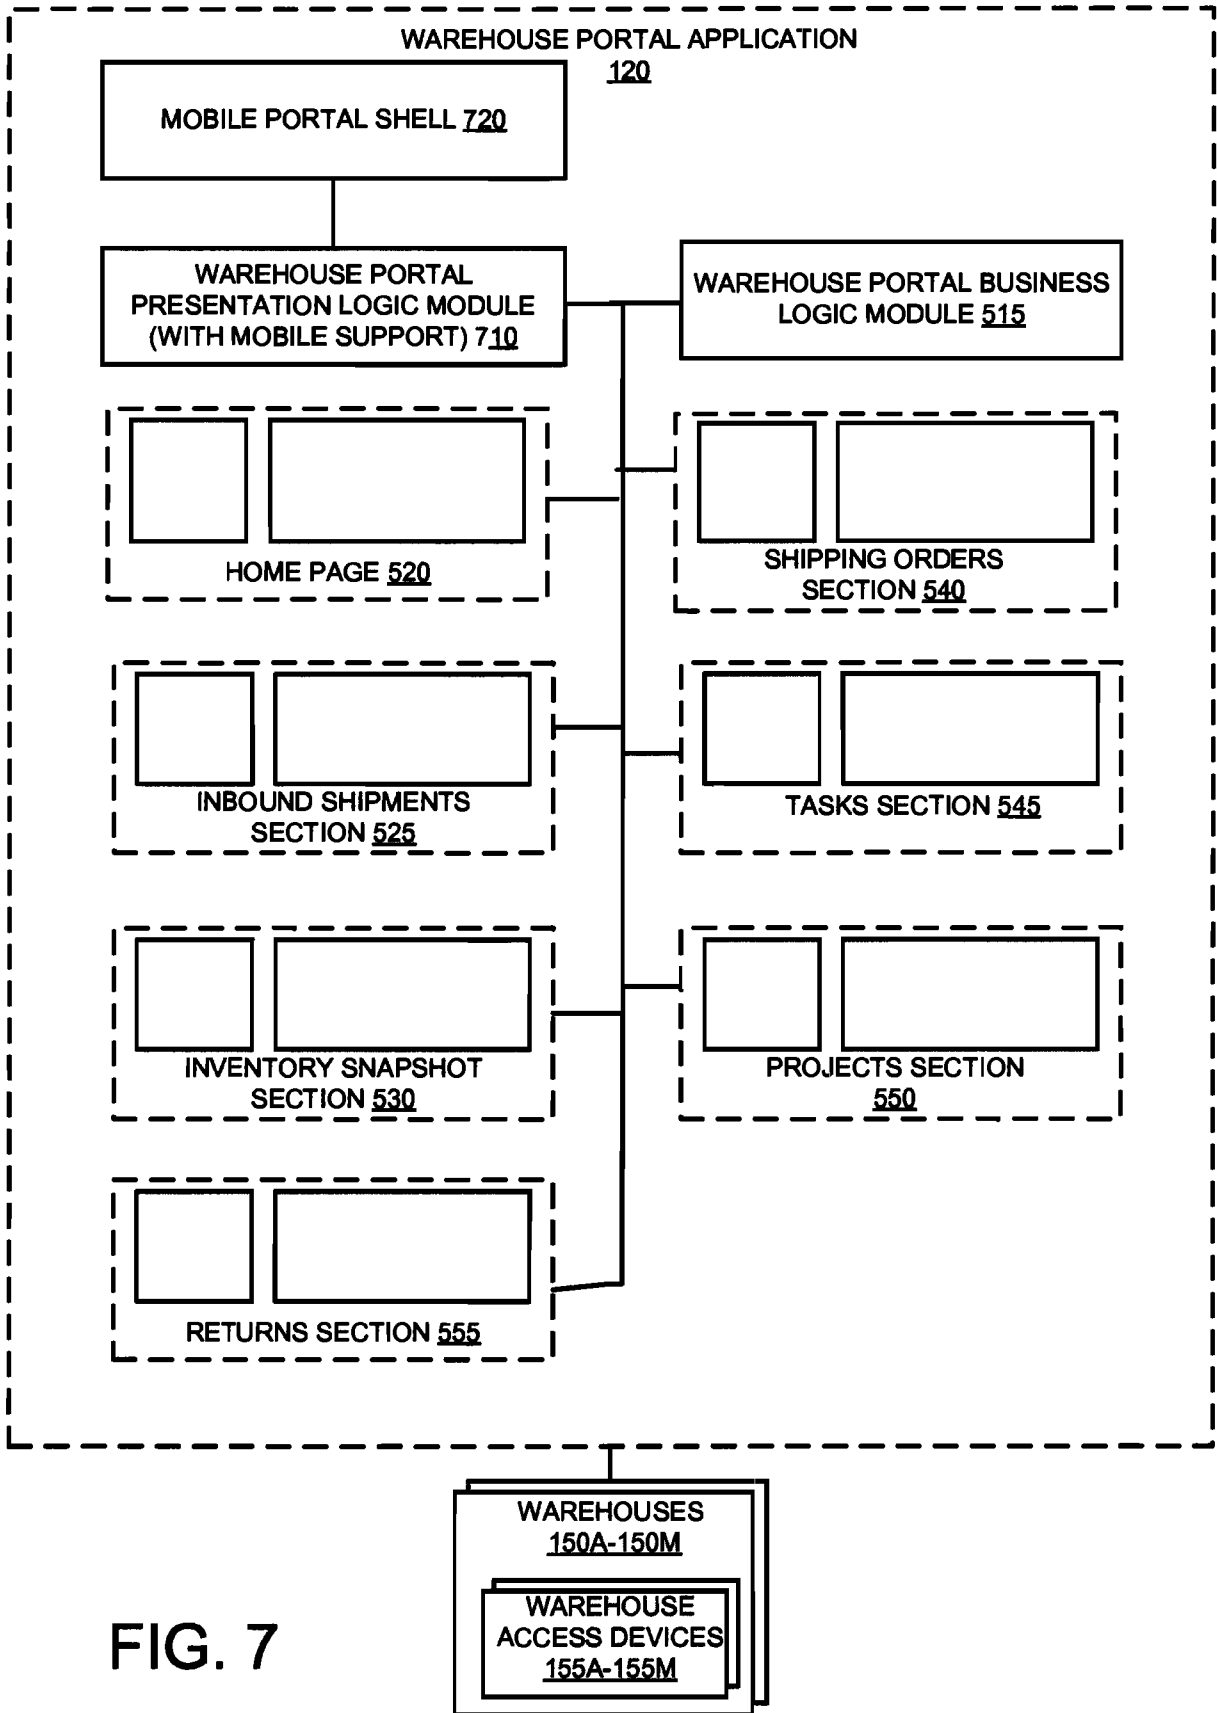 WAREHOUSE PORTAL APPLICATION
120
MOBILE PORTAL SHELL 720
WAREHOUSE PORTAL
PRESENTATION LOGIC MODULE
(WITH MOBILE SUPPORT) 710
WAREHOUSE PORTAL BUSINESS
LOGIC MODULE 515
HOME PAGE 520
SHIPPING ORDERS
SECTION 540
INBOUND SHIPMENTS
SECTION 525
TASKS SECTION 545
INVENTORY SNAPSHOT
SECTION 530
PROJECTS SECTION
550
RETURNS SECTION 555
WAREHOUSES
150A-150M
WAREHOUSE
ACCESS DEVICES
155A-155M
FIG. 7